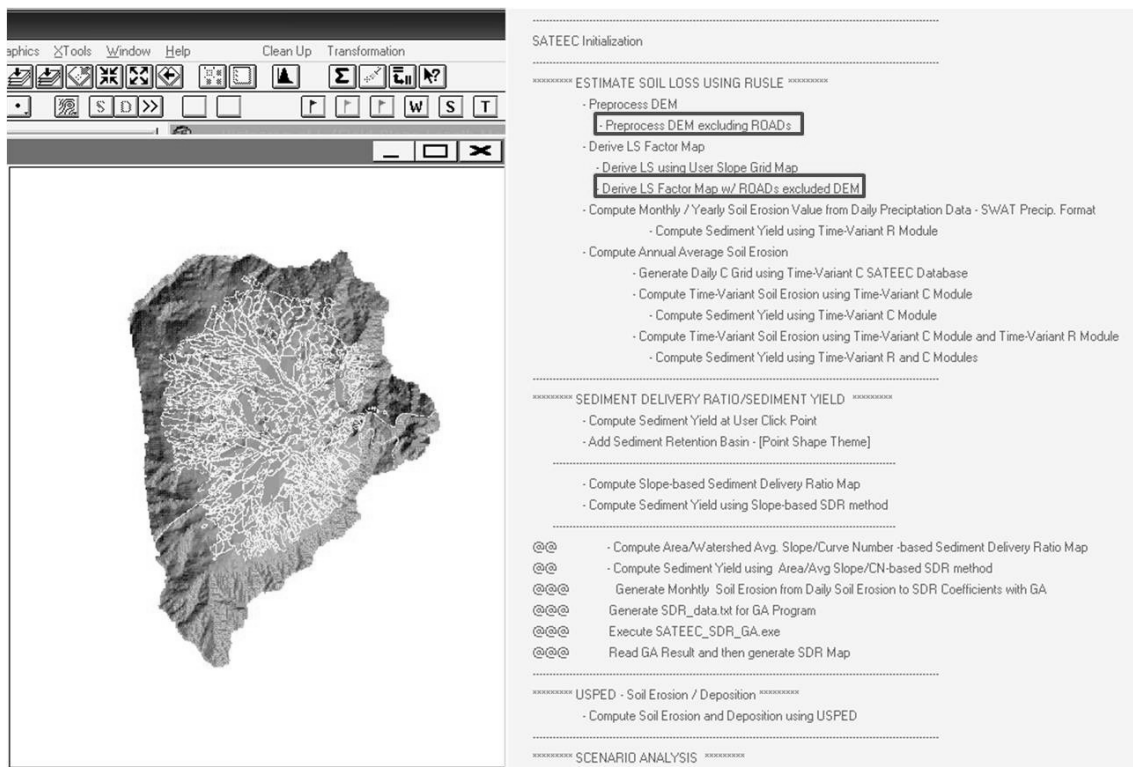 aphics XTools Window Help Clean Up Transformation
S D >> W S T
--------------------------------------------------------------------------------
SATEEC Initialization
--------------------------------------------------------------------------------
********* ESTIMATE SOIL LOSS USING RUSLE *********
- Preprocess DEM
- Preprocess DEM excluding ROADs
- Derive LS Factor Map
- Derive LS using User Slope Grid Map
- Derive LS Factor Map w/ ROADs excluded DEM
- Compute Monthly / Yearly Soil Erosion Value from Daily Preciptation Data - SWAT Precip. Format
- Compute Sediment Yield using Time-Variant R Module
- Compute Annual Average Soil Erosion
- Generate Daily C Grid using Time-Variant C SATEEC Database
- Compute Time-Variant Soil Erosion using Time-Variant C Module
- Compute Sediment Yield using Time-Variant C Module
- Compute Time-Variant Soil Erosion using Time-Variant C Module and Time-Variant R Module
- Compute Sediment Yield using Time-Variant R and C Modules
--------------------------------------------------------------------------------
********* SEDIMENT DELIVERY RATIO/SEDIMENT YIELD *********
- Compute Sediment Yield at User Click Point
- Add Sediment Retention Basin - [Point Shape Theme]
--------------------------------------------------------------------
- Compute Slope-based Sediment Delivery Ratio Map
- Compute Sediment Yield using Slope-based SDR method
--------------------------------------------------------------------
@@ - Compute Area/Watershed Avg. Slope/Curve Number -based Sediment Delivery Ratio Map
@@ - Compute Sediment Yield using Area/Avg Slope/CN-based SDR method
@@@ Generate Monhtly Soil Erosion from Daily Soil Erosion to SDR Coefficients with GA
@@@ Generate SDR_data.txt for GA Program
@@@ Execute SATEEC_SDR_GA.exe
@@@ Read GA Result and then generate SDR Map
--------------------------------------------------------------------------------
********* USPED - Soil Erosion / Deposition *********
- Compute Soil Erosion and Deposition using USPED
--------------------------------------------------------------------------------
********* SCENARIO ANALYSIS *********